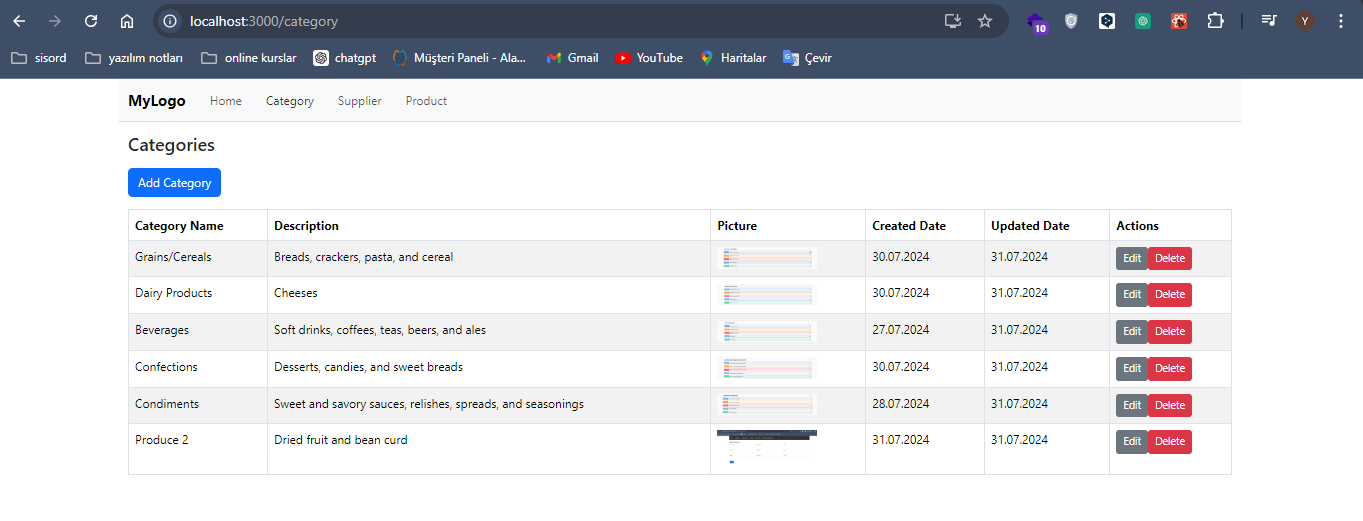 localhost:3000/category
10
Y
sisord yazılım notları online kurslar chatgpt Müşteri Paneli - Ala... Gmail YouTube Haritalar Çevir
MyLogo Home Category Supplier Product
Categories
Add Category
Category Name Description Picture Created Date Updated Date Actions
Grains/Cereals Breads, crackers, pasta, and cereal 30.07.2024 31.07.2024 Edit Delete
Dairy Products Cheeses 30.07.2024 31.07.2024 Edit Delete
Beverages Soft drinks, coffees, teas, beers, and ales 27.07.2024 31.07.2024 Edit Delete
Confections Desserts, candies, and sweet breads 30.07.2024 31.07.2024 Edit Delete
Condiments Sweet and savory sauces, relishes, spreads, and seasonings 28.07.2024 31.07.2024 Edit Delete
Produce 2 Dried fruit and bean curd 31.07.2024 31.07.2024 Edit Delete